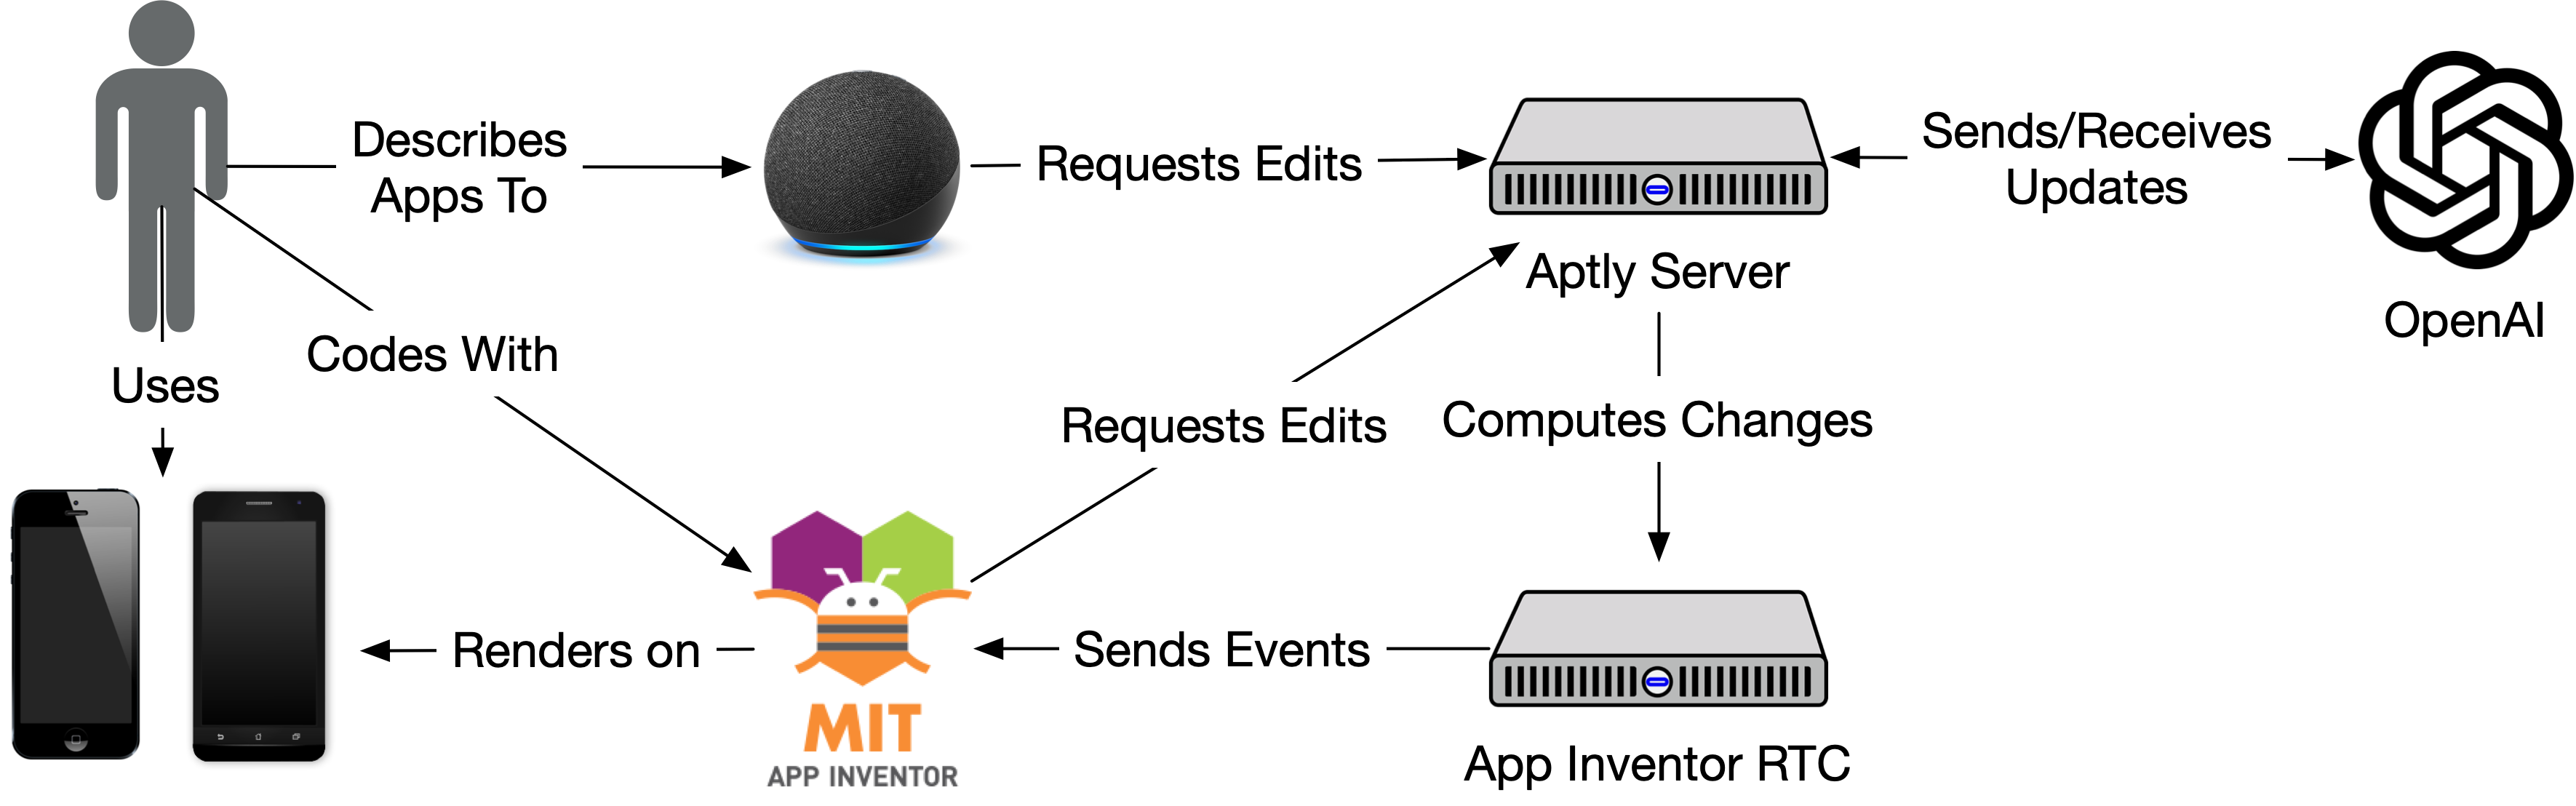 Describes
Apps To
Requests Edits
Sends/Receives
Updates
Aptly Server
OpenAI
Codes With
Uses
Requests Edits
Computes Changes
Renders on
Sends Events
MIT
APP INVENTOR
App Inventor RTC